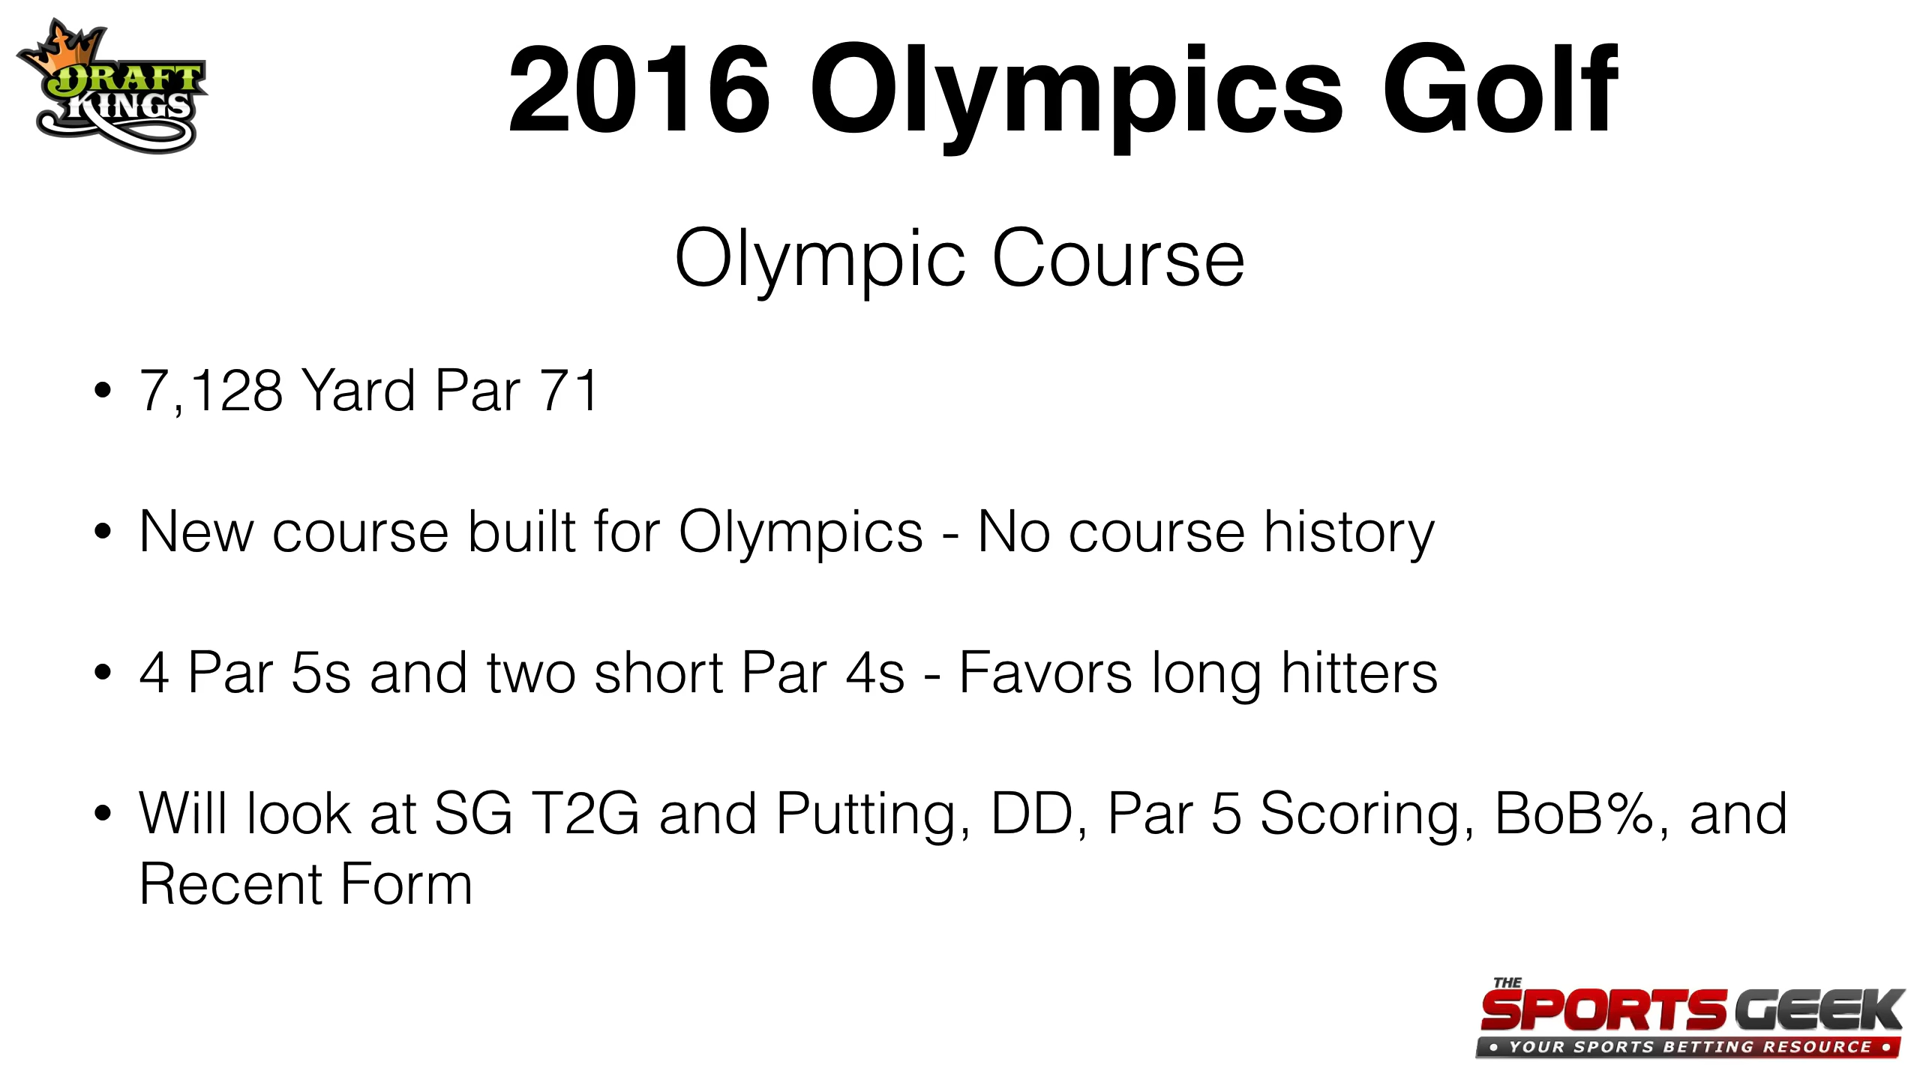 DRAFT
KINGS
2016 Olympics Golf
Olympic Course
• 7,128 Yard Par 71
• New course built for Olympics - No course history
• 4 Par 5s and two short Par 4s - Favors long hitters
• Will look at SG T2G and Putting, DD, Par 5 Scoring, BoB%, and
Recent Form
THE
SPORTS GEEK
• YOUR SPORTS BETTING RESOURCE •